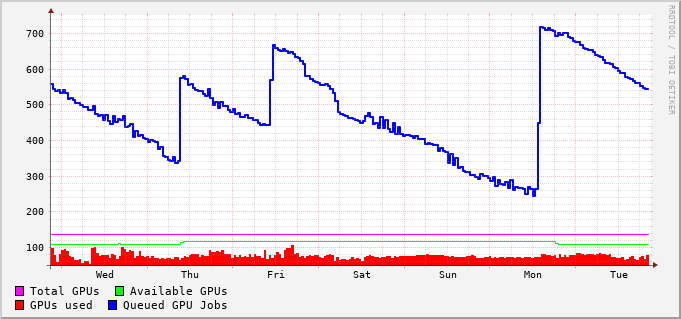 700
600
500
400
300
200
100
Wed Thu Fri Sat Sun Mon Tue
Total GPUs Available GPUs
GPUs used Queued GPU Jobs
RRDTOOL / TOBI OETIKER